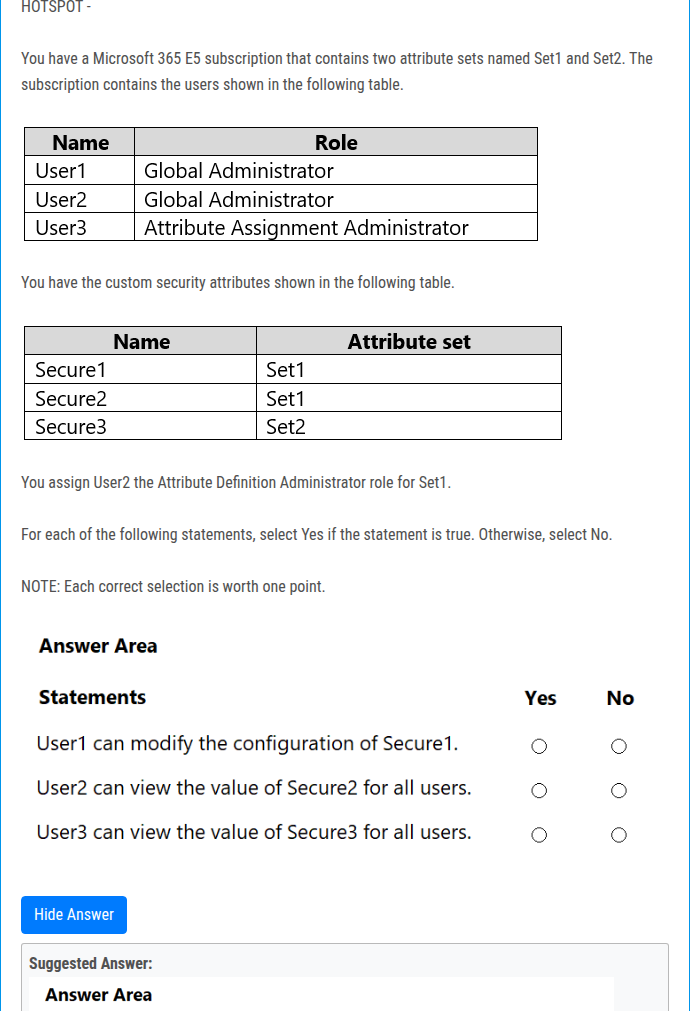 HOTSPOT -
You have a Microsoft 365 E5 subscription that contains two attribute sets named Set1 and Set2. The
subscription contains the users shown in the following table.
Name Role
User1 Global Administrator
User2 Global Administrator
User3 Attribute Assignment Administrator
You have the custom security attributes shown in the following table.
Name Attribute set
Secure1 Set1
Secure2 Set1
Secure3 Set2
You assign User2 the Attribute Definition Administrator role for Set1.
For each of the following statements, select Yes if the statement is true. Otherwise, select No.
NOTE: Each correct selection is worth one point.
Answer Area
Statements Yes No
User1 can modify the configuration of Secure1.
User2 can view the value of Secure2 for all users.
User3 can view the value of Secure3 for all users.
Hide Answer
Suggested Answer:
Answer Area